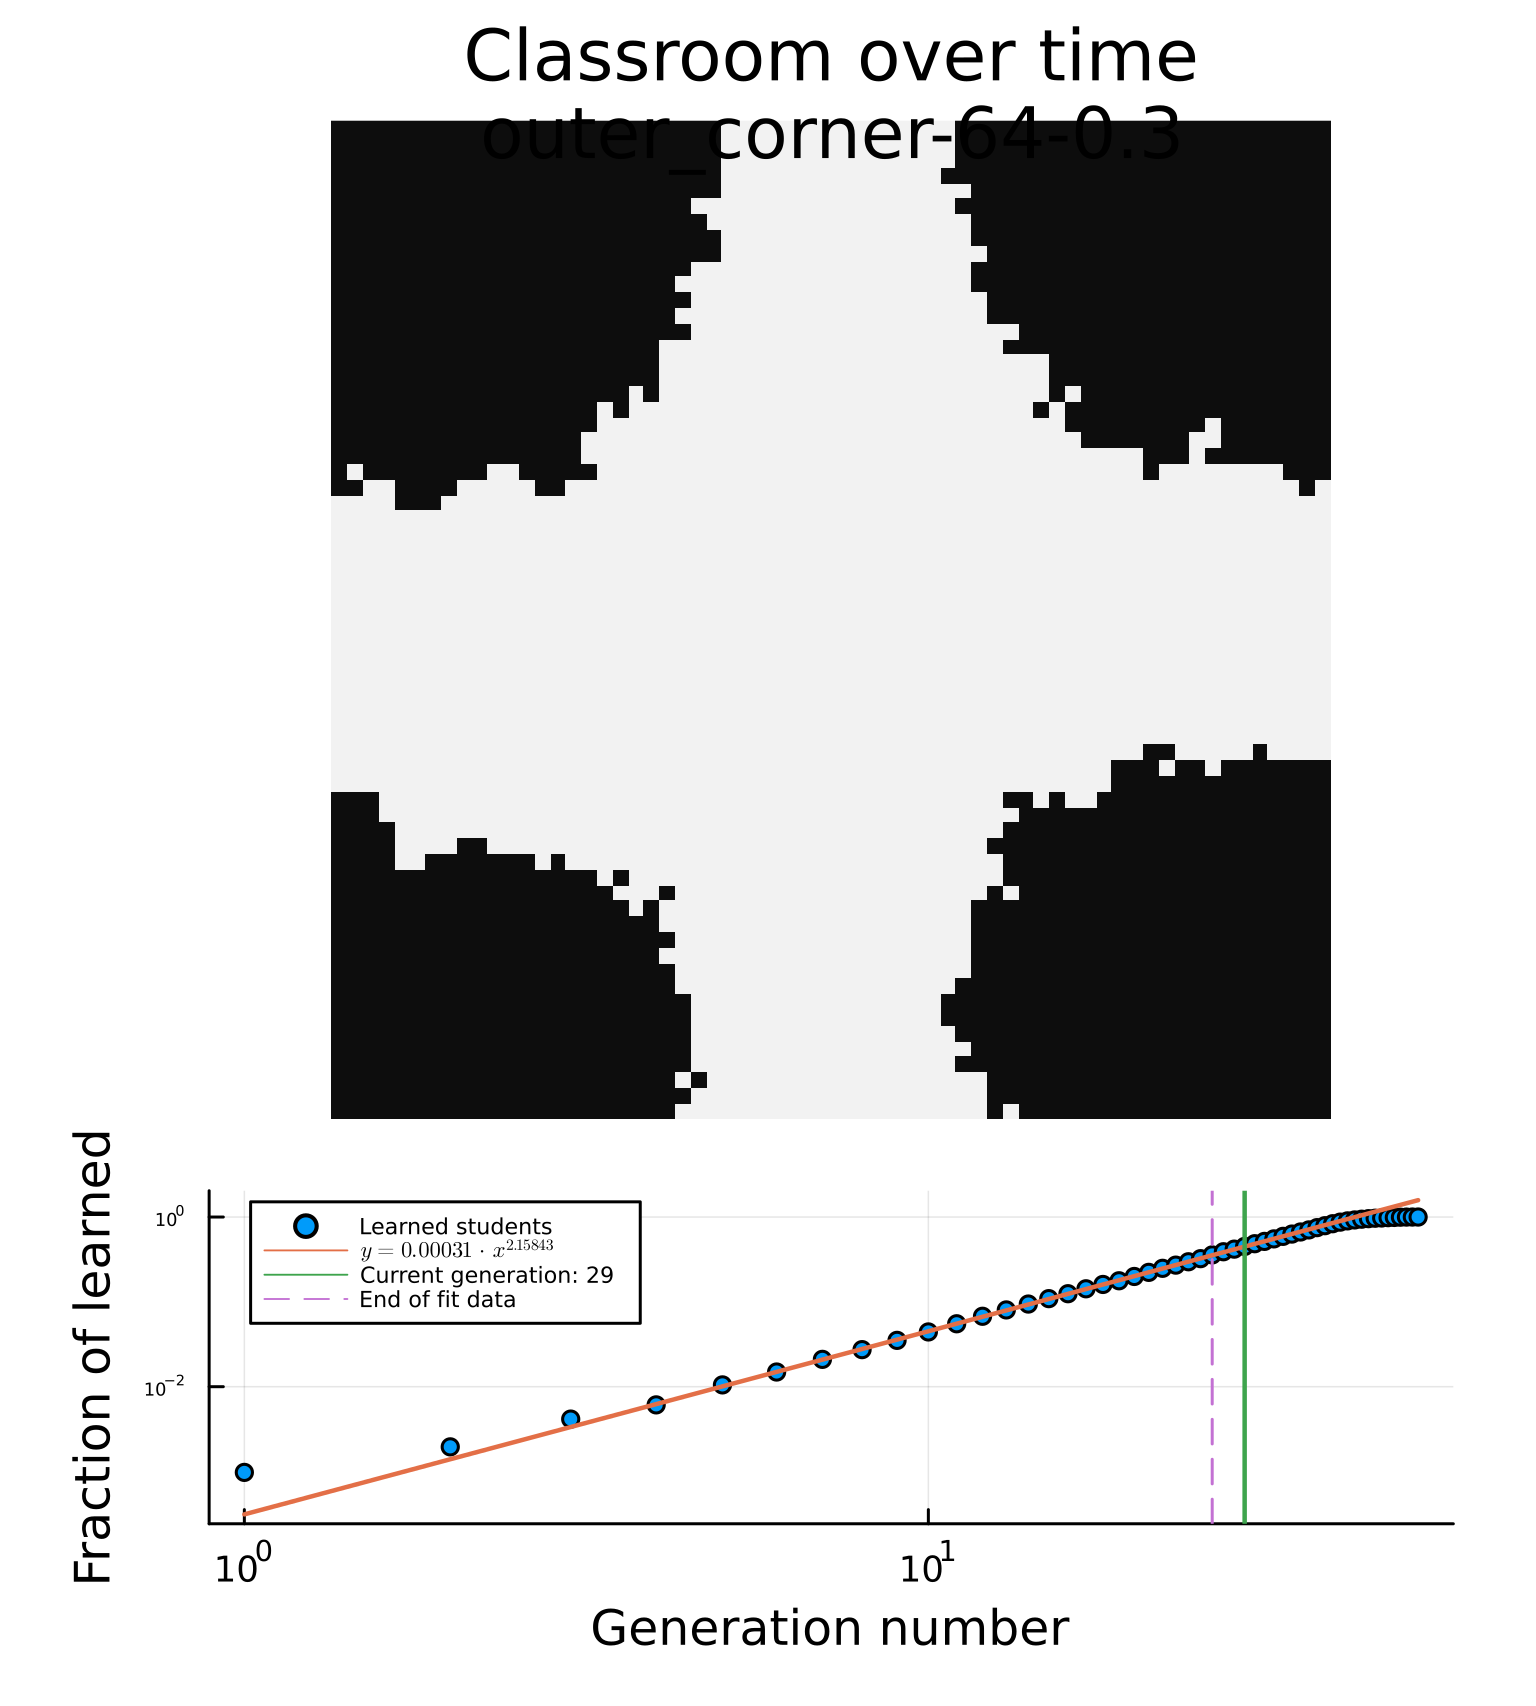 Classroom over time
outer_corner-64-0.3
Fraction of learned
10^0
10^−2
Learned students
y = 0.00031 · x^2.15843
Current generation: 29
End of fit data
10^0
10^1
Generation number